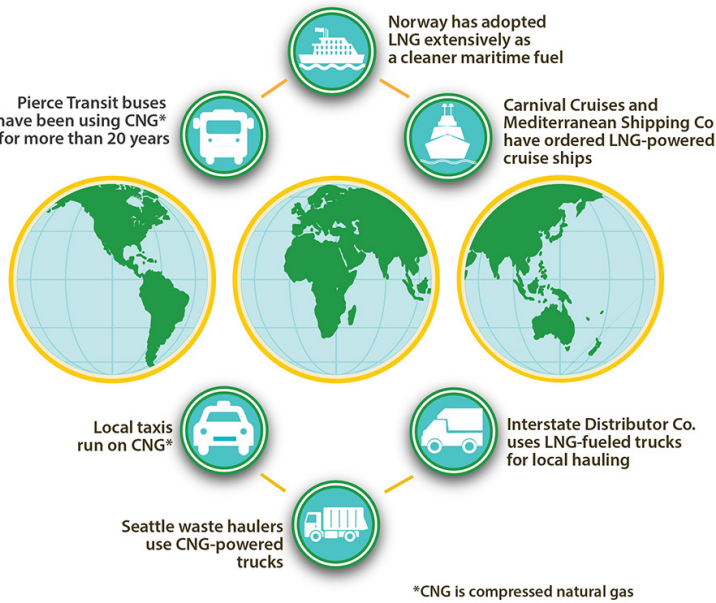 Norway has adopted
LNG extensively as
a cleaner maritime fuel
Pierce Transit buses
have been using CNG*
for more than 20 years
Carnival Cruises and
Mediterranean Shipping Co
have ordered LNG-powered
cruise ships
Local taxis
run on CNG*
Interstate Distributor Co.
uses LNG-fueled trucks
for local hauling
Seattle waste haulers
use CNG-powered
trucks
*CNG is compressed natural gas